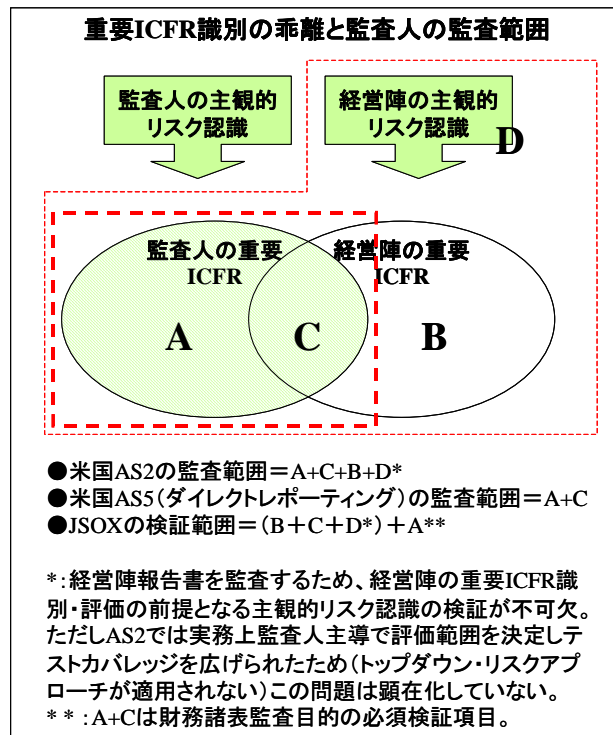 重要ICFR識別の乖離と監査人の監査範囲
監査人の主観的
リスク認識
経営陣の主観的
リスク認識
D
監査人の重要
ICFR
経営陣の重要
ICFR
A
C
B
●米国AS2の監査範囲＝A+C+B+D*
●米国AS5（ダイレクトレポーティング）の監査範囲＝A+C
●JSOXの検証範囲＝（B＋C＋D*）＋A**
*：経営陣報告書を監査するため、経営陣の重要ICFR識
別・評価の前提となる主観的リスク認識の検証が不可欠。
ただしAS2では実務上監査人主導で評価範囲を決定しテ
ストカバレッジを広げられたため（トップダウン・リスクアプ
ローチが適用されない）この問題は顕在化していない。
**：A+Cは財務諸表監査目的の必須検証項目。